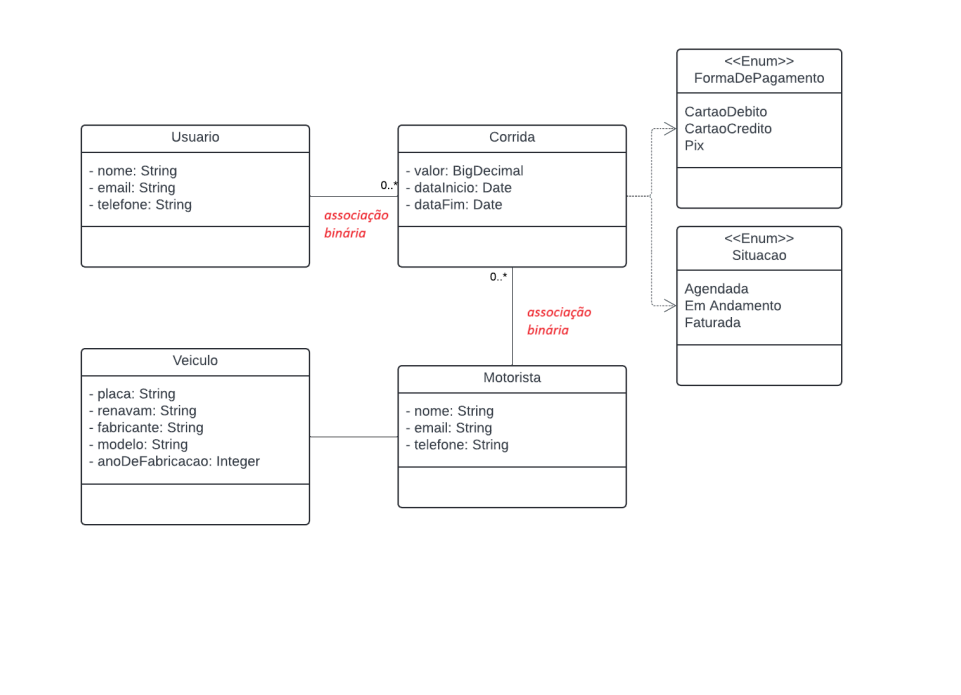 <<Enum>>
FormaDePagamento
CartaoDebito
CartaoCredito
Pix
Usuario
- nome: String
- email: String
- telefone: String
0..*
associação
binária
Corrida
- valor: BigDecimal
- dataInicio: Date
- dataFim: Date
0..*
associação
binária
<<Enum>>
Situacao
Agendada
Em Andamento
Faturada
Veiculo
- placa: String
- renavam: String
- fabricante: String
- modelo: String
- anoDeFabricacao: Integer
Motorista
- nome: String
- email: String
- telefone: String